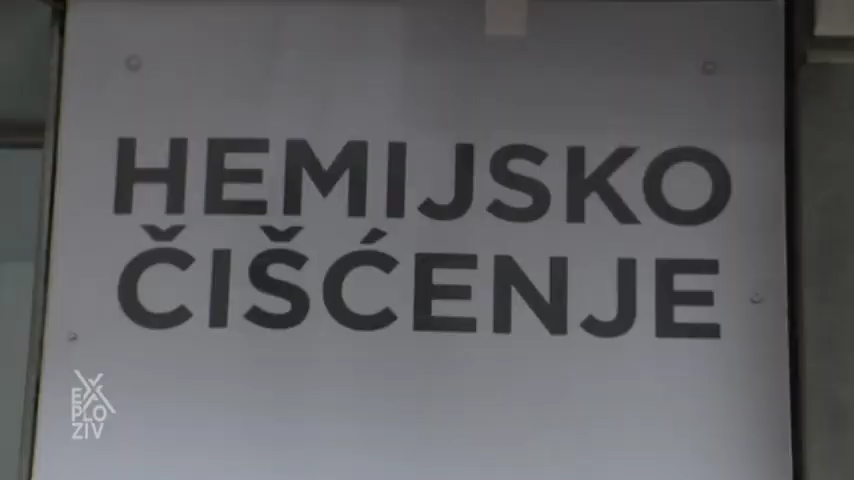 HEMIJSKO
ČIŠĆENJE
EX
PLO
ZIV